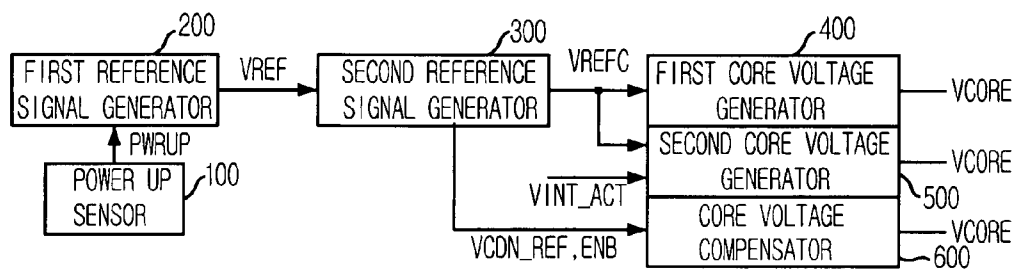 200
FIRST REFERENCE
SIGNAL GENERATOR
VREF
300
SECOND REFERENCE
SIGNAL GENERATOR
VREFC
400
FIRST CORE VOLTAGE
GENERATOR
VCORE
PWRUP
POWER UP
SENSOR
100
SECOND CORE VOLTAGE
GENERATOR
VCORE
500
VINT_ACT
CORE VOLTAGE
COMPENSATOR
VCORE
600
VCDN_REF,ENB